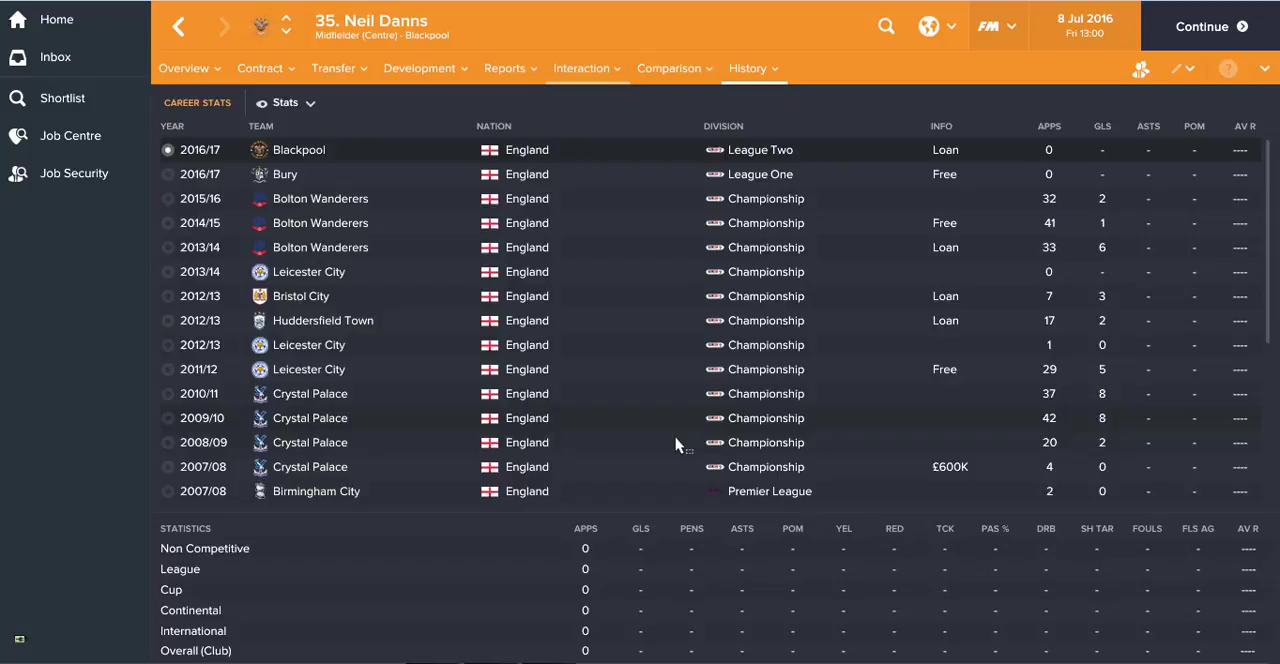 Home
Inbox
Shortlist
Job Centre
Job Security
35. Neil Danns
Midfielder (Centre) - Blackpool
FM
8 Jul 2016
Fri 13:00
Continue
Overview Contract Transfer Development Reports Interaction Comparison History
CAREER STATS Stats
YEAR TEAM NATION DIVISION INFO APPS GLS ASTS POM AV R
2016/17 Blackpool England League Two Loan 0 - - - ----
2016/17 Bury England League One Free 0 - - - ----
2015/16 Bolton Wanderers England Championship 32 2 - - ----
2014/15 Bolton Wanderers England Championship Free 41 1 - - ----
2013/14 Bolton Wanderers England Championship Loan 33 6 - - ----
2013/14 Leicester City England Championship 0 - - - ----
2012/13 Bristol City England Championship Loan 7 3 - - ----
2012/13 Huddersfield Town England Championship Loan 17 2 - - ----
2012/13 Leicester City England Championship 1 0 - - ----
2011/12 Leicester City England Championship Free 29 5 - - ----
2010/11 Crystal Palace England Championship 37 8 - - ----
2009/10 Crystal Palace England Championship 42 8 - - ----
2008/09 Crystal Palace England Championship 20 2 - - ----
2007/08 Crystal Palace England Championship £600K 4 0 - - ----
2007/08 Birmingham City England Premier League 2 0 - - ----
STATISTICS APPS GLS PENS ASTS POM YEL RED TCK PAS % DRB SH TAR FOULS FLS AG AV R
Non Competitive 0 - - - - - - - - - - - - ----
League 0 - - - - - - - - - - - - ----
Cup 0 - - - - - - - - - - - - ----
Continental 0 - - - - - - - - - - - - ----
International 0 - - - - - - - - - - - - ----
Overall (Club) 0 - - - - - - - - - - - - ----